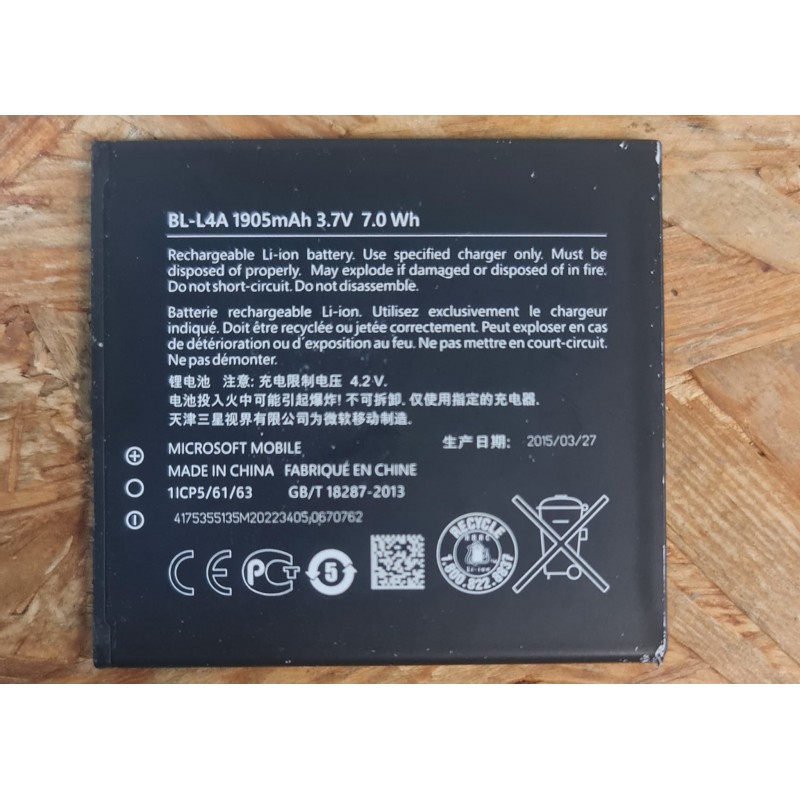 BL-L4A 1905mAh 3.7V 7.0 Wh
Rechargeable Li-ion battery. Use specified charger only. Must be
disposed of properly. May explode if damaged or disposed of in fire.
Do not short-circuit. Do not disassemble.
Batterie rechargeable Li-ion. Utilisez exclusivement le chargeur
indiqué. Doit être recyclée ou jetée correctement. Peut exploser en cas
de détérioration ou d'exposition au feu. Ne pas mettre en court-circuit.
Ne pas démonter.
锂电池 注意: 充电限制电压 4.2 V.
电池投入火中可能引起爆炸! 不可拆卸. 仅使用指定的充电器.
天津三星视界有限公司为微软移动制造.
生产日期: 2015/03/27
MICROSOFT MOBILE
MADE IN CHINA FABRIQUÉ EN CHINE
1ICP5/61/63 GB/T 18287-2013
4175355135M20223405,0670762
CE
5
RECYCLE
Li-ion
1.800.822.8837